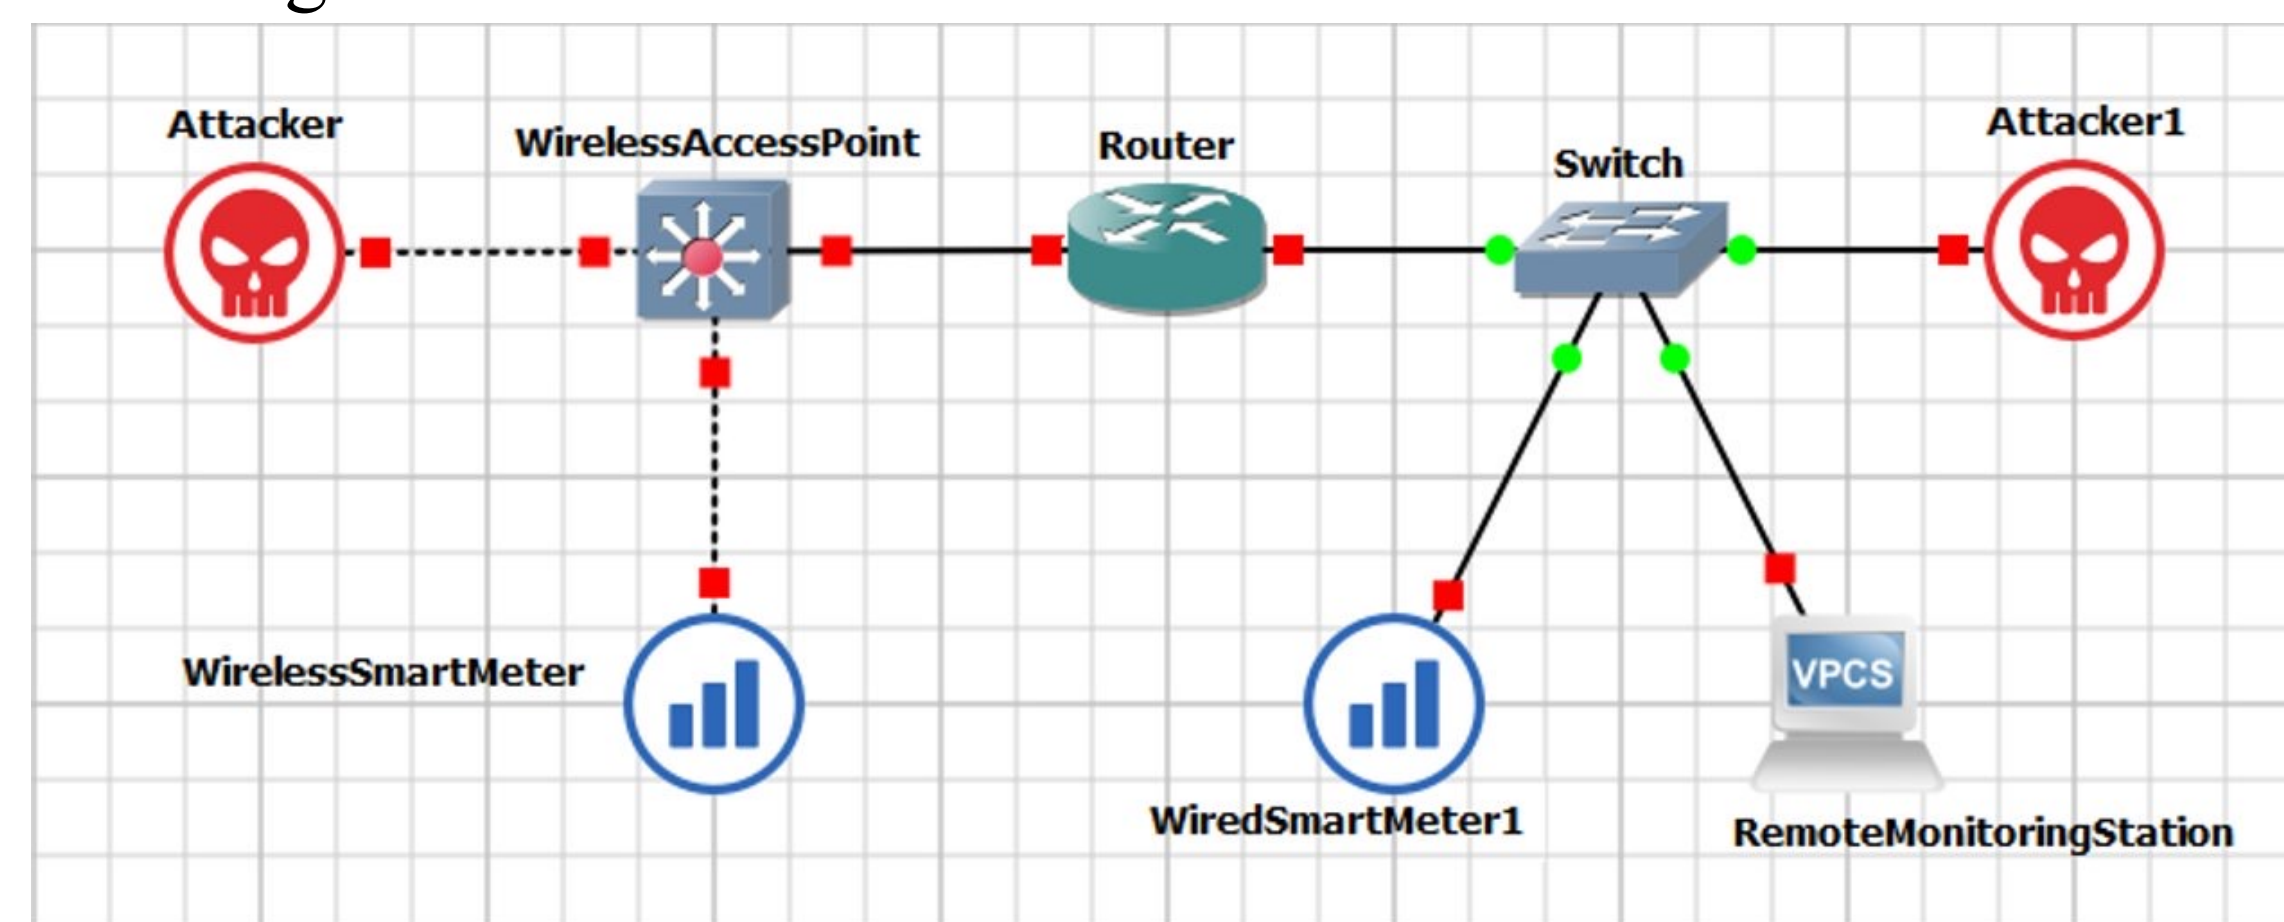 Attacker
WirelessAccessPoint
Router
Switch
Attacker1
WirelessSmartMeter
VPCS
WiredSmartMeter1
RemoteMonitoringStation